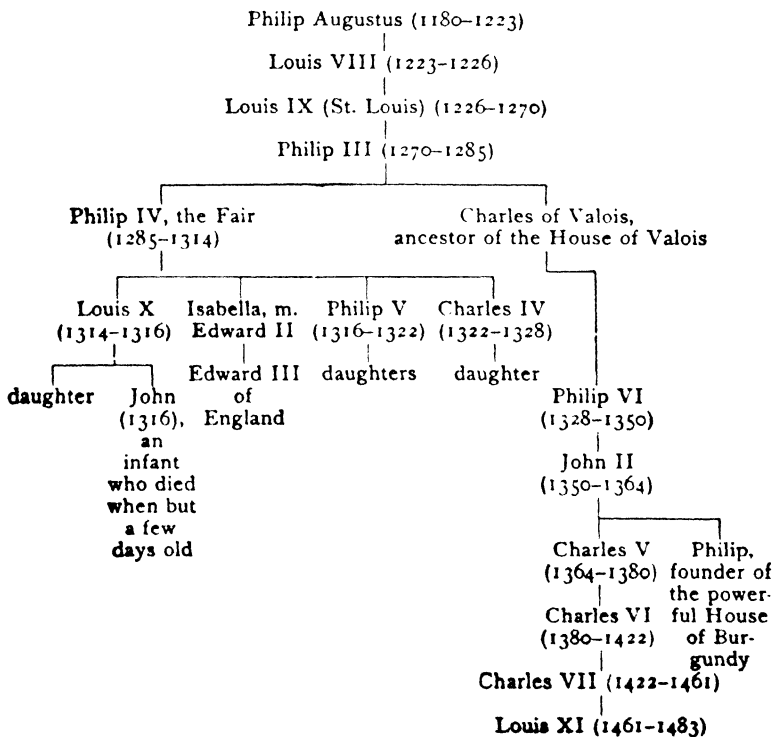 Philip Augustus (1180–1223)
Louis VIII (1223–1226)
Louis IX (St. Louis) (1226–1270)
Philip III (1270–1285)
Philip IV, the Fair
(1285–1314)
Charles of Valois,
ancestor of the House of Valois
Louis X
(1314–1316)
Isabella, m.
Edward II
Philip V
(1316–1322)
Charles IV
(1322–1328)
daughter
John
(1316),
an
infant
who died
when but
a few
days old
Edward III
of
England
daughters
daughter
Philip VI
(1328–1350)
John II
(1350–1364)
Charles V
(1364–1380)
Philip,
founder of
the power-
ful House
of Bur-
gundy
Charles VI
(1380–1422)
Charles VII (1422–1461)
Louis XI (1461–1483)